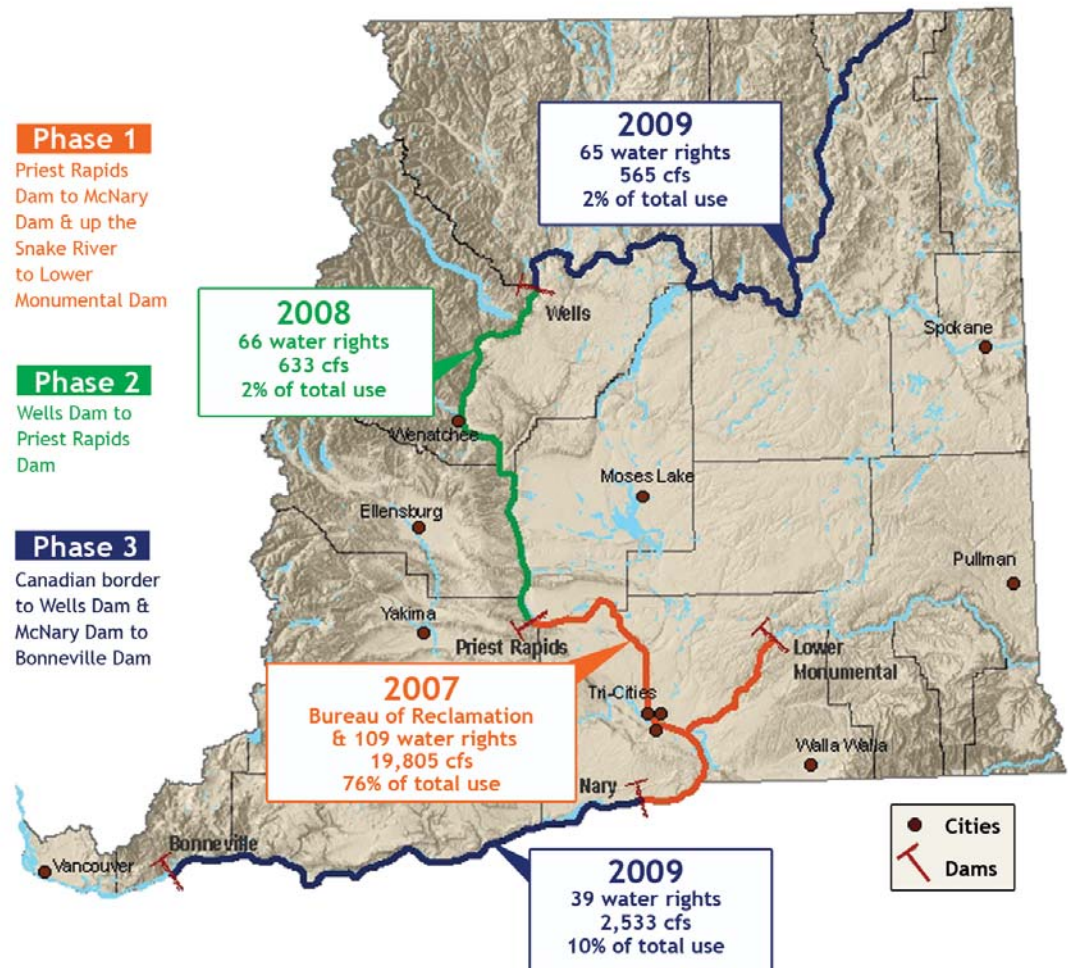 Phase 1
Priest Rapids
Dam to McNary
Dam & up the
Snake River
to Lower
Monumental Dam
Phase 2
Wells Dam to
Priest Rapids
Dam
Phase 3
Canadian border
to Wells Dam &
McNary Dam to
Bonneville Dam
2009
65 water rights
565 cfs
2% of total use
Wells
2008
66 water rights
633 cfs
2% of total use
Spokane
Wenatchee
Moses Lake
Ellensburg
Pullman
Yakima
Priest Rapids
Lower
Monumental
2007
Bureau of Reclamation
& 109 water rights
19,805 cfs
76% of total use
Tri-Cities
Walla Walla
Nary
Bonneville
Vancouver
2009
39 water rights
2,533 cfs
10% of total use
Cities
Dams